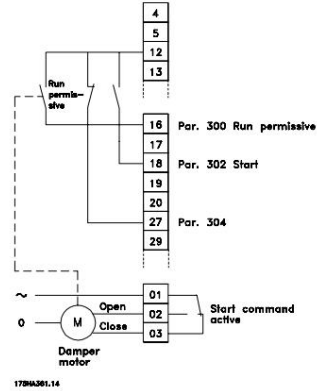 4
5
12
13
Run
permis-
sive
16 Par. 300 Run permissive
17
18 Par. 302 Start
19
20
27 Par. 304
29
~ 01
Open 02 Start command
active
0 M Close 03
Damper
motor
175HA361.14